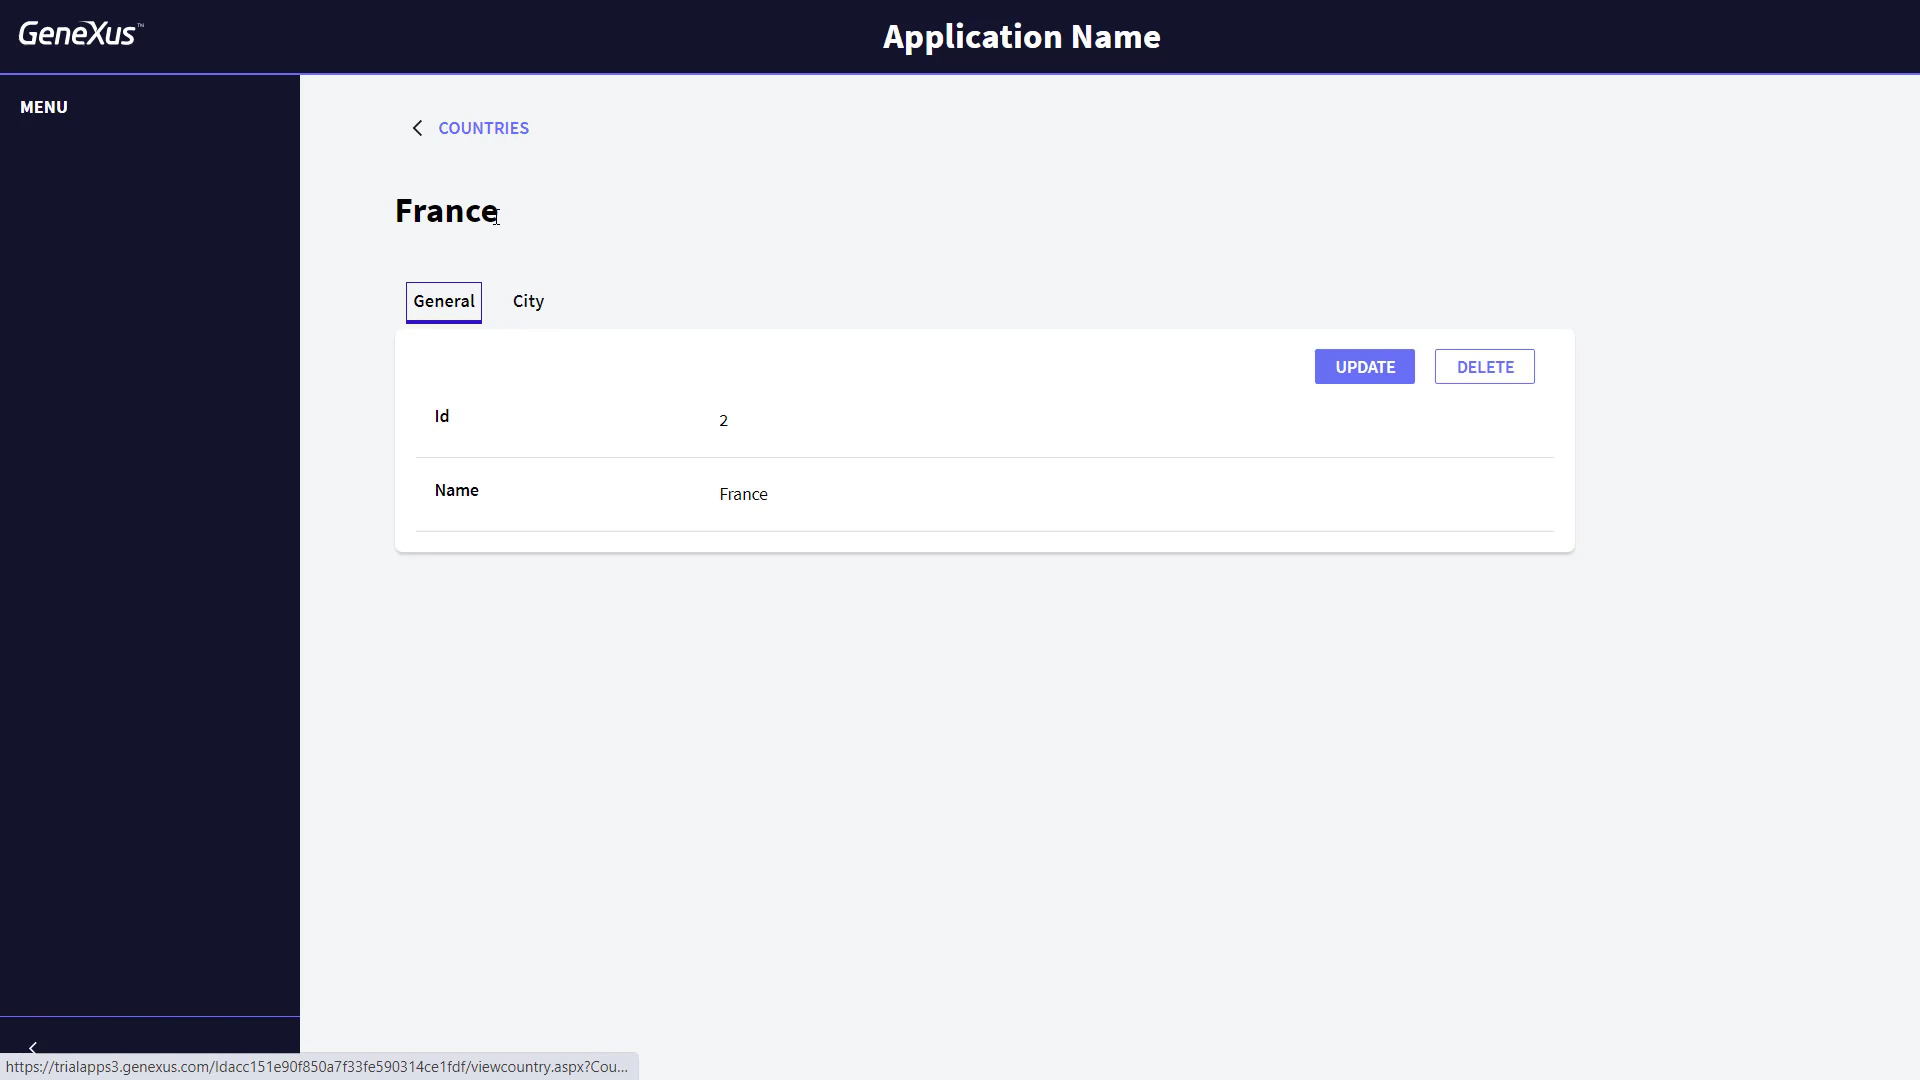 GeneXus™
Application Name
MENU
COUNTRIES
France
General City
UPDATE DELETE
Id 2
Name France
https://trialapps3.genexus.com/Idacc151e90f850a7f33fe590314ce1fdf/viewcountry.aspx?Cou...